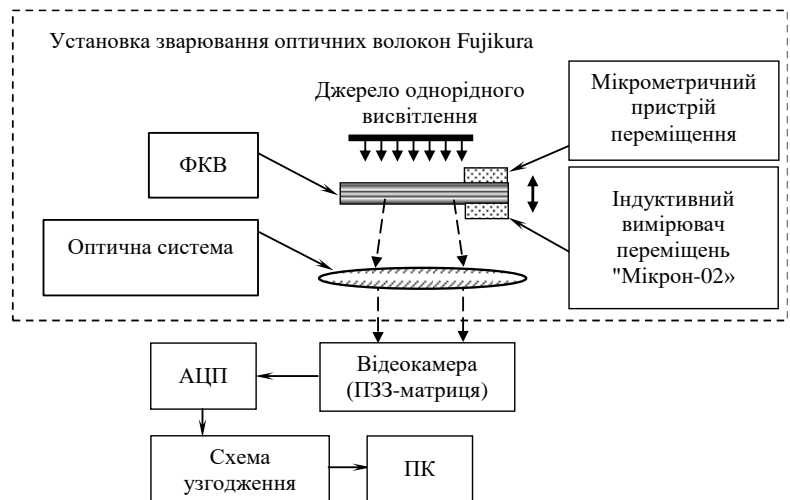 Установка зварювання оптичних волокон Fujikura
Джерело однорідного
висвітлення
Мікрометричний
пристрій
переміщення
ФКВ
Індуктивний
вимірювач
переміщень
"Мікрон-02»
Оптична система
Відеокамера
(ПЗЗ-матриця)
АЦП
Схема
узгодження
ПК